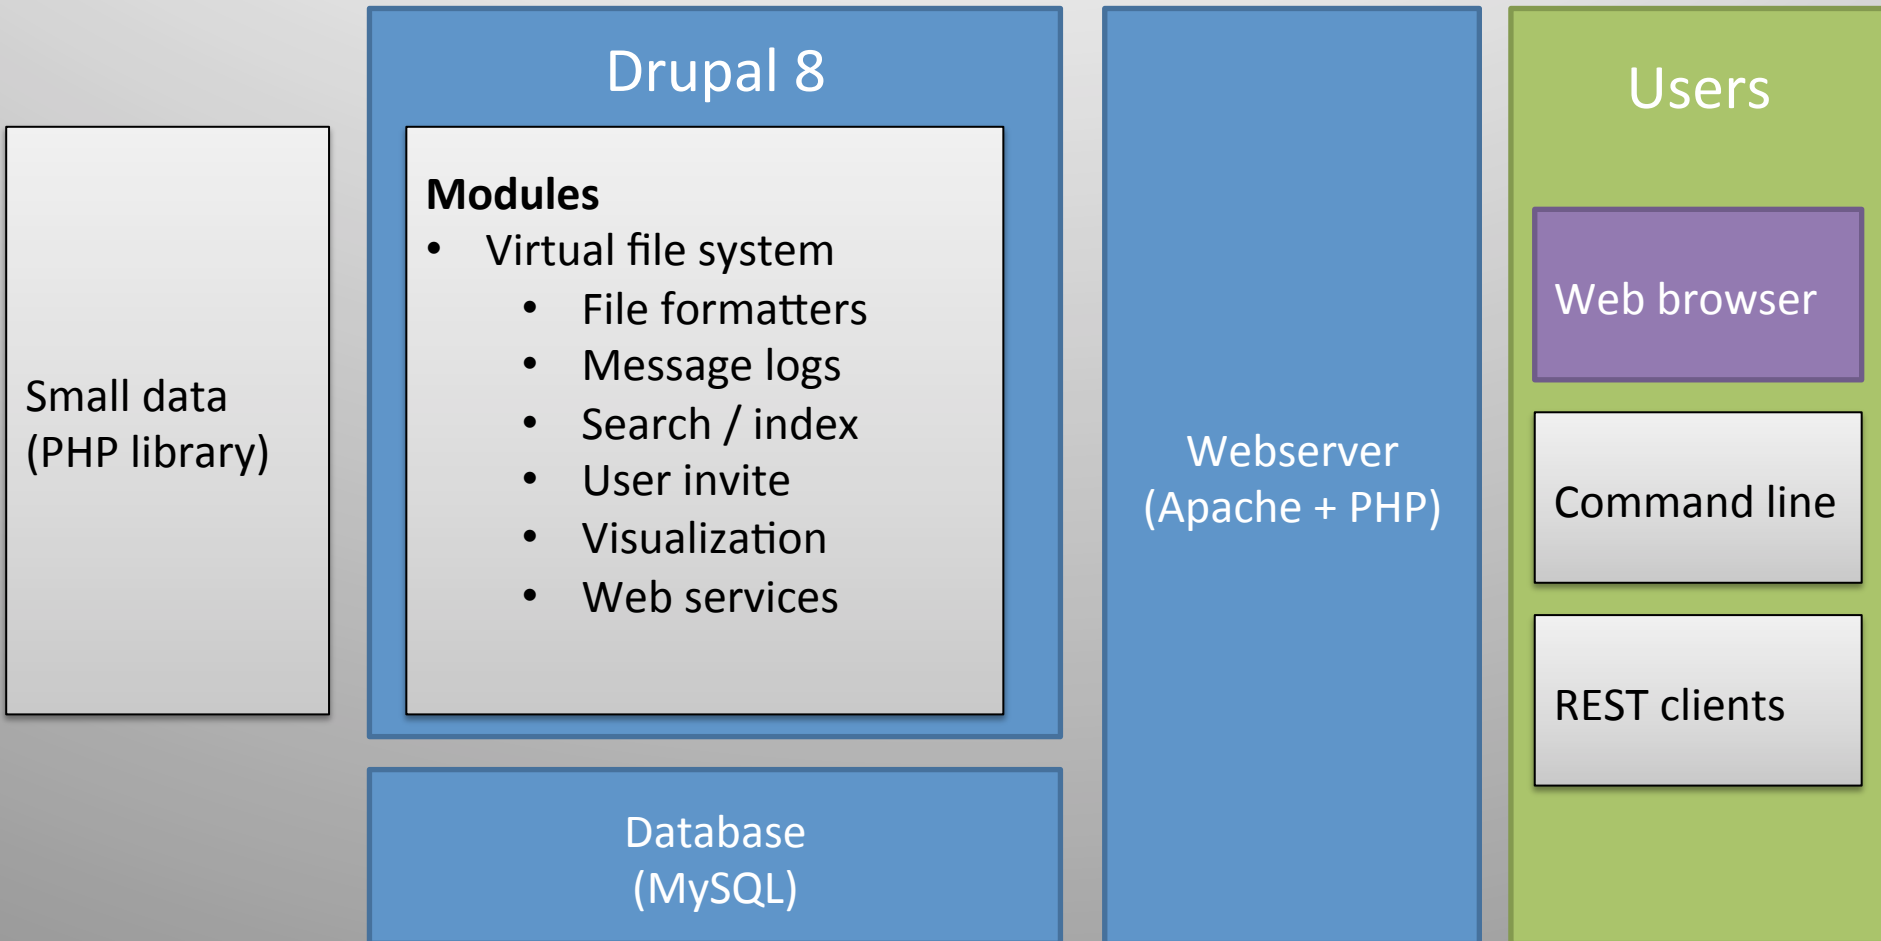 Small data
(PHP library)
Drupal 8
Modules
• Virtual file system
• File formatters
• Message logs
• Search / index
• User invite
• Visualization
• Web services
Database
(MySQL)
Webserver
(Apache + PHP)
Users
Web browser
Command line
REST clients